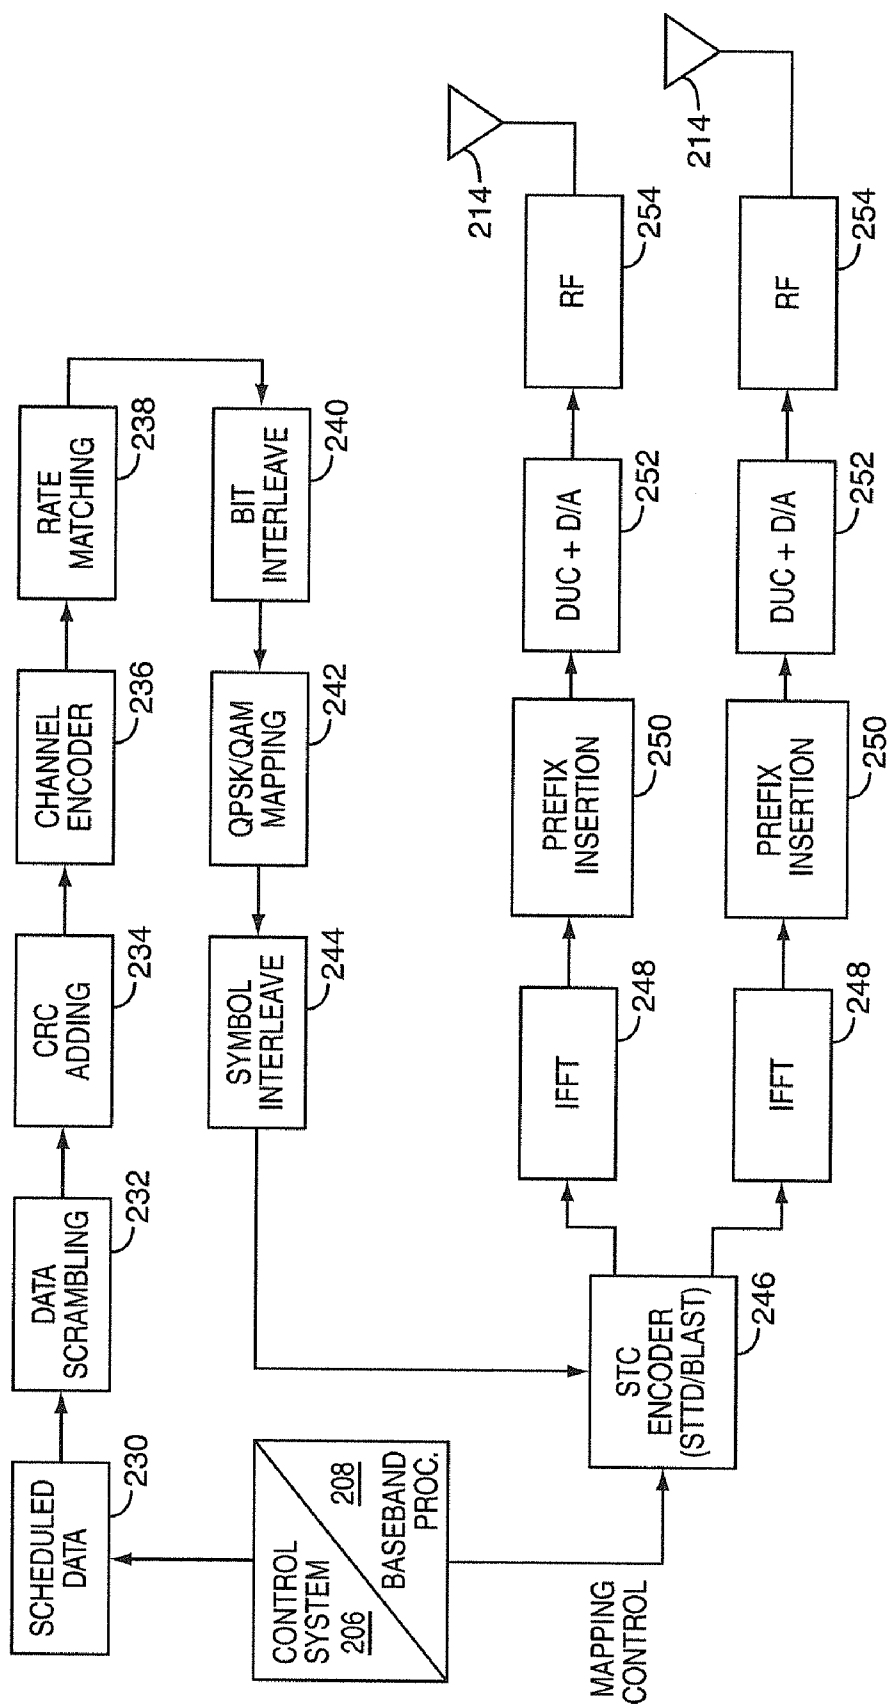 SCHEDULED
DATA
230
DATA
SCRAMBLING
232
CRC
ADDING
234
CHANNEL
ENCODER
236
RATE
MATCHING
238
BIT
INTERLEAVE
240
QPSK/QAM
MAPPING
242
SYMBOL
INTERLEAVE
244
CONTROL
SYSTEM
206
208
BASEBAND
PROC.
MAPPING
CONTROL
STC
ENCODER
(STTD/BLAST)
246
IFFT
248
PREFIX
INSERTION
250
DUC + D/A
252
RF
254
214
IFFT
248
PREFIX
INSERTION
250
DUC + D/A
252
RF
254
214